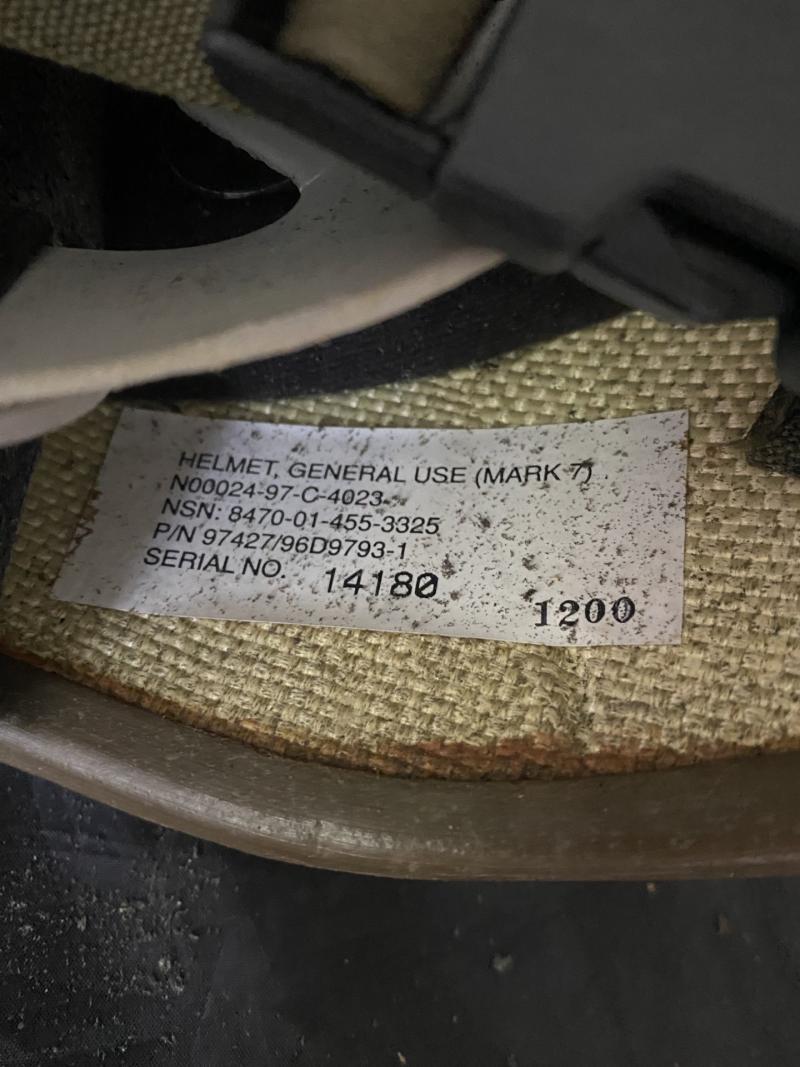 HELMET, GENERAL USE (MARK 7)
N00024-97-C-4023
NSN: 8470-01-455-3325
P/N 97427/96D9793-1
SERIAL NO. 14180
1200